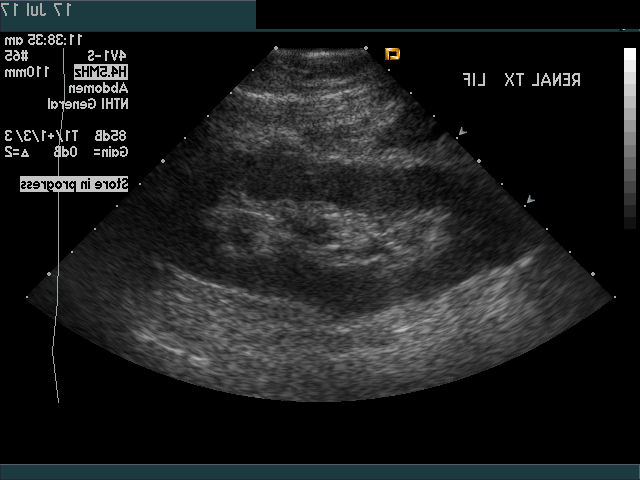 17 Jul 17
11:38:35 am
4V1-S #65
H4.5MHz 110mm
Abdomen
NTHI General
85dB T1/+1/3/3
Gain= 0dB Δ=2
Store in progress
RENAL TX LIF